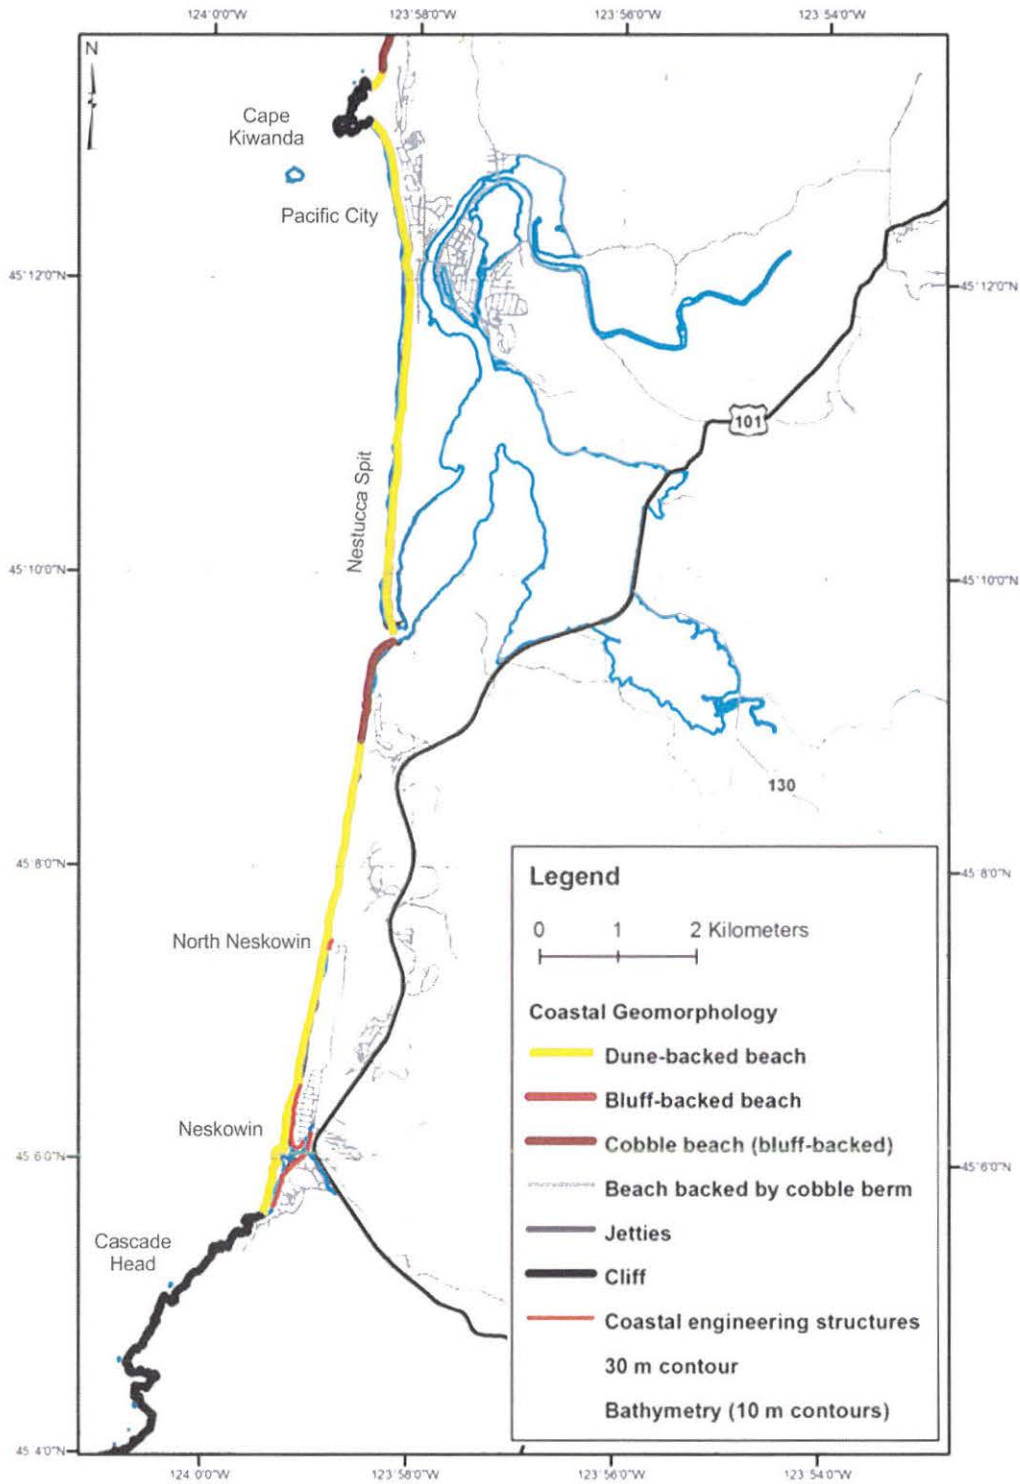 124°0'0"W 123°58'0"W 123°56'0"W 123°54'0"W
N
Cape
Kiwanda
Pacific City
45°12'0"N
45°12'0"N
101
Nestucca Spit
45°10'0"N
45°10'0"N
130
45°8'0"N
45°8'0"N
North Neskowin
Neskowin
45°6'0"N
45°6'0"N
Cascade
Head
45°4'0"N
Legend
0 1 2 Kilometers
Coastal Geomorphology
Dune-backed beach
Bluff-backed beach
Cobble beach (bluff-backed)
Beach backed by cobble berm
Jetties
Cliff
Coastal engineering structures
30 m contour
Bathymetry (10 m contours)
124°0'0"W 123°58'0"W 123°56'0"W 123°54'0"W